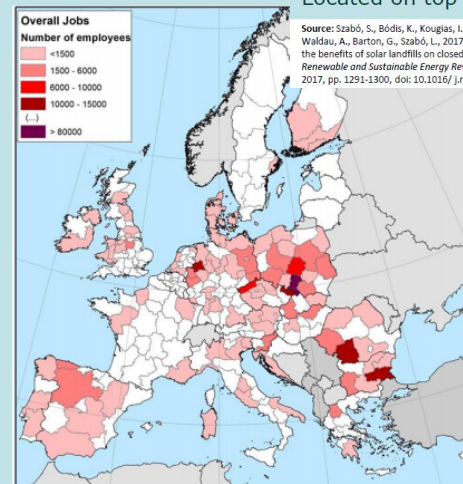 Located on top
Source: Szabó, S., Bódis, K., Kougias, I.
Waldau, A., Barton, G., Szabó, L., 2017
the benefits of solar landfills on closed
Renewable and Sustainable Energy Re
2017, pp. 1291-1300, doi: 10.1016/ j.r
Overall Jobs
Number of employees
<1500
1500 - 6000
6000 - 10000
10000 - 15000
(...)
> 80000